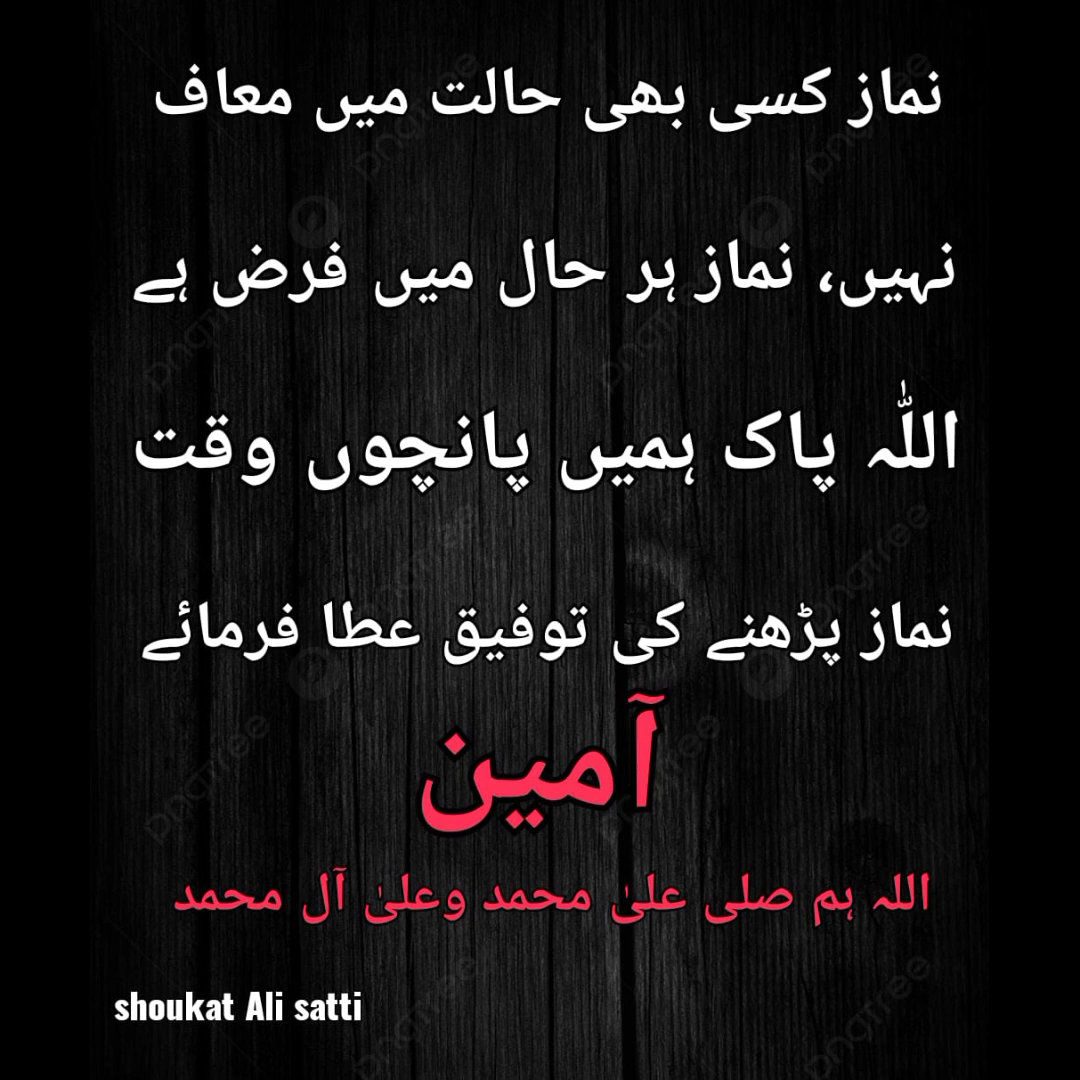 نماز کسی بھی حالت میں معاف
نہیں، نماز ہر حال میں فرض ہے
اللّٰہ پاک ہمیں پانچوں وقت
نماز پڑھنے کی توفیق عطا فرمائے
آمین
اللہ ہم صلی علیٰ محمد وعلیٰ آل محمد
shoukat Ali satti